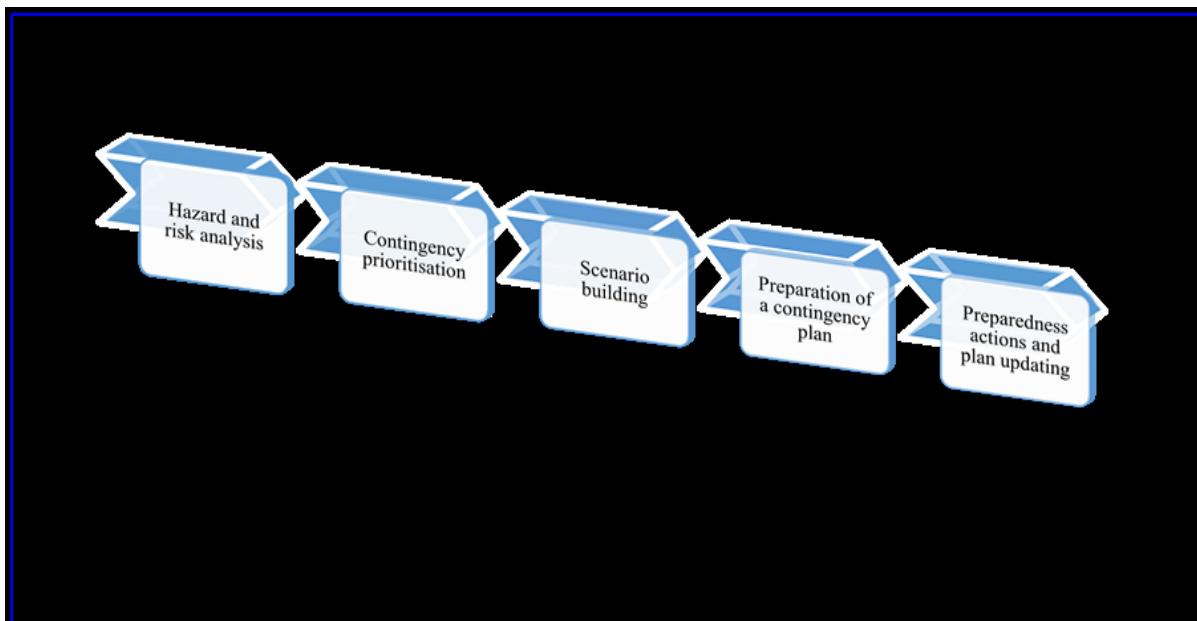 Hazard and
risk analysis
Contingency
prioritisation
Scenario
building
Preparation of
a contingency
plan
Preparedness
actions and
plan updating